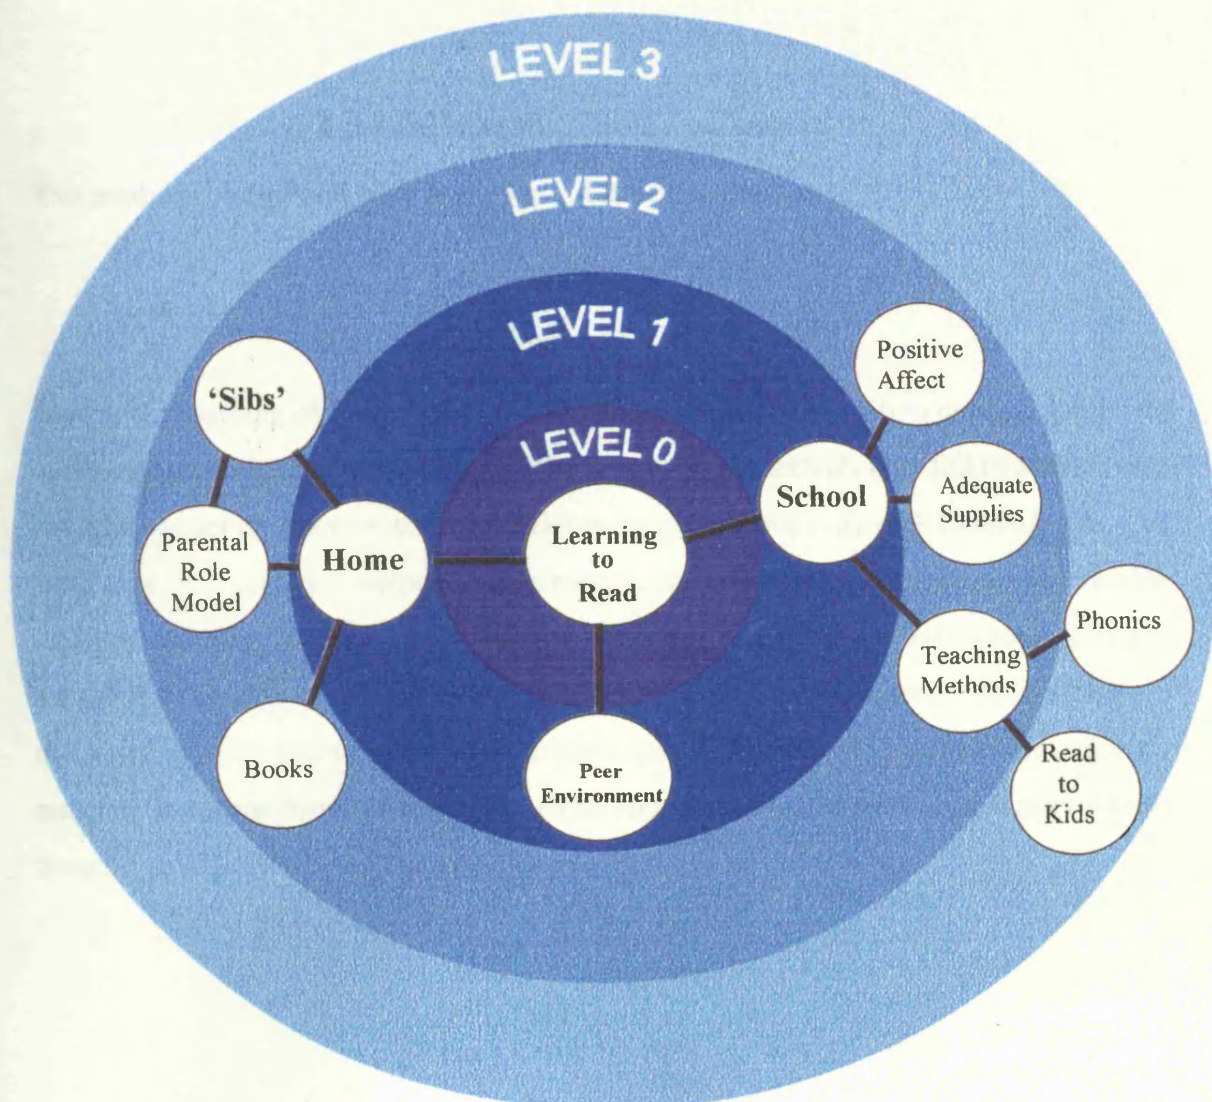 LEVEL 3
LEVEL 2
LEVEL 1
LEVEL 0
Positive
Affect
'Sibs'
School
Adequate
Supplies
Learning
to
Read
Home
Parental
Role
Model
Phonics
Teaching
Methods
Books
Peer
Environment
Read
to
Kids